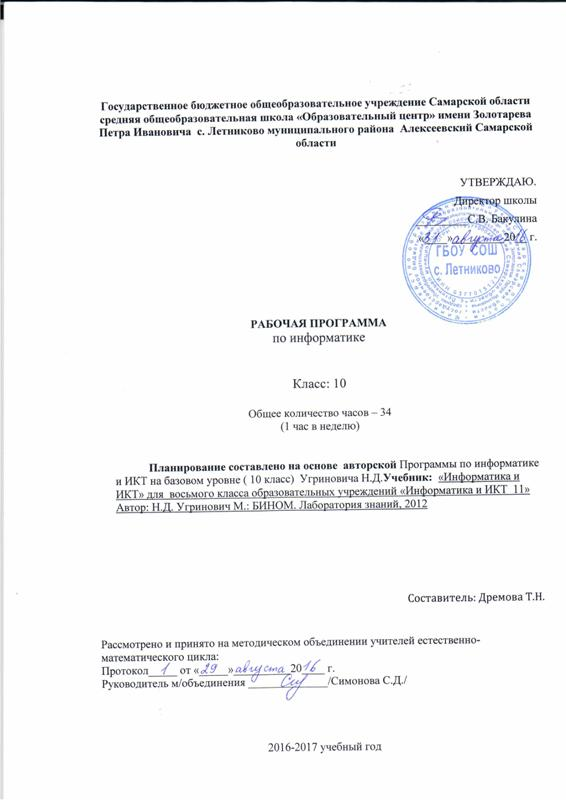 Государственное бюджетное общеобразовательное учреждение Самарской области
средняя общеобразовательная школа «Образовательный центр» имени Золотарева
Петра Ивановича с. Летниково муниципального района Алексеевский Самарской
области
УТВЕРЖДАЮ.
Директор школы
С.В. Бакулина
«31» августа 2016 г.
ГБОУ СОШ
с. Летниково
РАБОЧАЯ ПРОГРАММА
по информатике
Класс: 10
Общее количество часов – 34
(1 час в неделю)
Планирование составлено на основе авторской Программы по информатике
и ИКТ на базовом уровне ( 10 класс) Угриновича Н.Д.Учебник: «Информатика и
ИКТ» для восьмого класса образовательных учреждений «Информатика и ИКТ 11»
Автор: Н.Д. Угринович М.: БИНОМ. Лаборатория знаний, 2012
Составитель: Дремова Т.Н.
Рассмотрено и принято на методическом объединении учителей естественно-
математического цикла:
Протокол 1 от «29» августа 2016 г.
Руководитель м/объединения ______________/Симонова С.Д./
2016-2017 учебный год